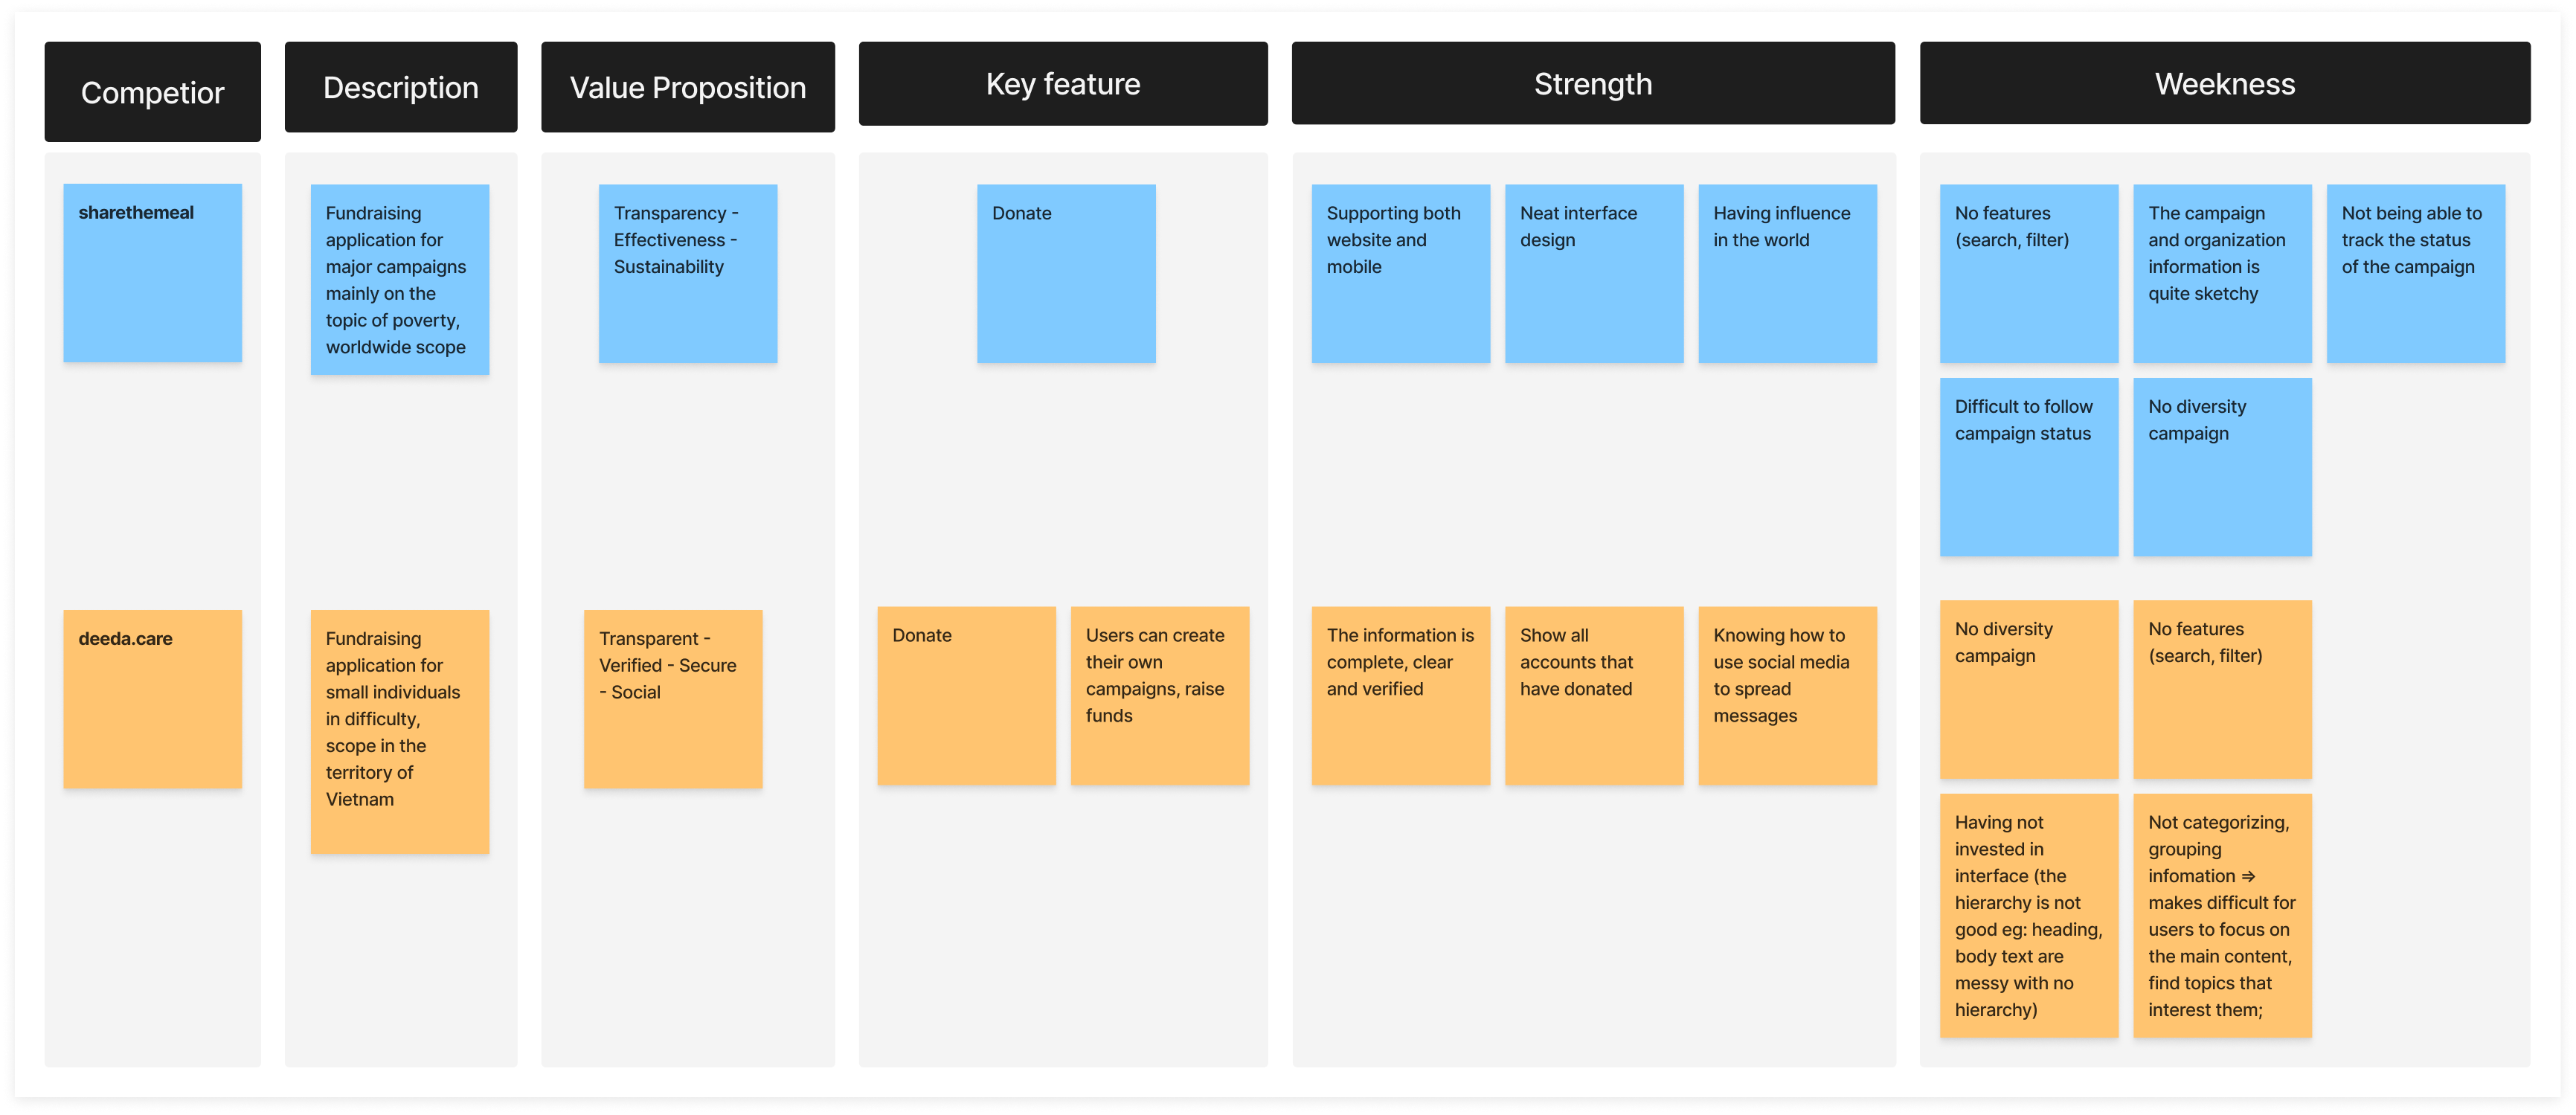 Competior
Description
Value Proposition
Key feature
Strength
Weekness
sharethemeal
Fundraising
application for
major campaigns
mainly on the
topic of poverty,
worldwide scope
Transparency -
Effectiveness -
Sustainability
Donate
Supporting both
website and
mobile
Neat interface
design
Having influence
in the world
No features
(search, filter)
The campaign
and organization
information is
quite sketchy
Not being able to
track the status
of the campaign
Difficult to follow
campaign status
No diversity
campaign
deeda.care
Fundraising
application for
small individuals
in difficulty,
scope in the
territory of
Vietnam
Transparent -
Verified - Secure
- Social
Donate
Users can create
their own
campaigns, raise
funds
The information is
complete, clear
and verified
Show all
accounts that
have donated
Knowing how to
use social media
to spread
messages
No diversity
campaign
No features
(search, filter)
Having not
invested in
interface (the
hierarchy is not
good eg: heading,
body text are
messy with no
hierarchy)
Not categorizing,
grouping
infomation =>
makes difficult for
users to focus on
the main content,
find topics that
interest them;